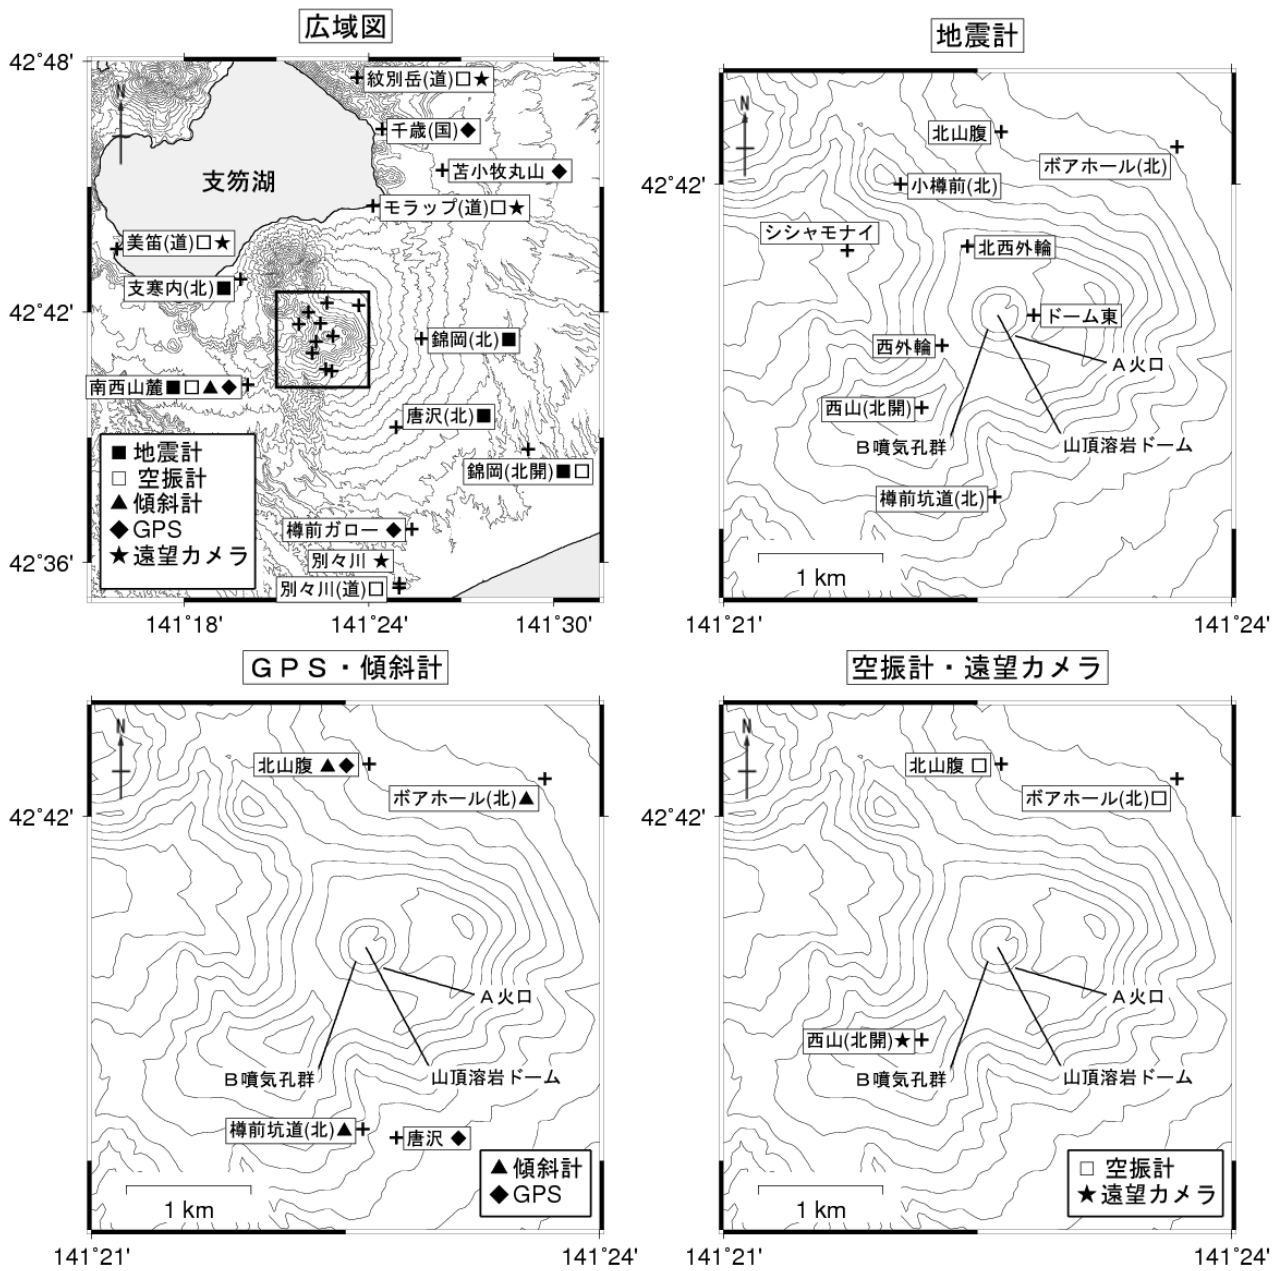 広域図
42°48'
N
紋別岳(道)□★
千歳(国)◆
苫小牧丸山 ◆
支笏湖
モラップ(道)□★
美笛(道)□★
支寒内(北)■
42°42'
錦岡(北)■
南西山麓■□▲◆
唐沢(北)■
錦岡(北開)■□
■ 地震計
□ 空振計
▲ 傾斜計
◆ GPS
★ 遠望カメラ
樽前ガロー ◆
別々川 ★
別々川(道)□
42°36'
141°18'
141°24'
141°30'
地震計
N
北山腹
ボアホール(北)
42°42'
小樽前(北)
シシャモナイ
北西外輪
ドーム東
西外輪
A火口
西山(北開)
B噴気孔群
山頂溶岩ドーム
樽前坑道(北)
1 km
141°21'
141°24'
GPS・傾斜計
N
北山腹 ▲◆
ボアホール(北)▲
42°42'
A火口
B噴気孔群
山頂溶岩ドーム
樽前坑道(北)▲
唐沢 ◆
▲傾斜計
◆GPS
1 km
141°21'
141°24'
空振計・遠望カメラ
N
北山腹 □
ボアホール(北)□
42°42'
A火口
西山(北開)★
B噴気孔群
山頂溶岩ドーム
□ 空振計
★遠望カメラ
1 km
141°21'
141°24'